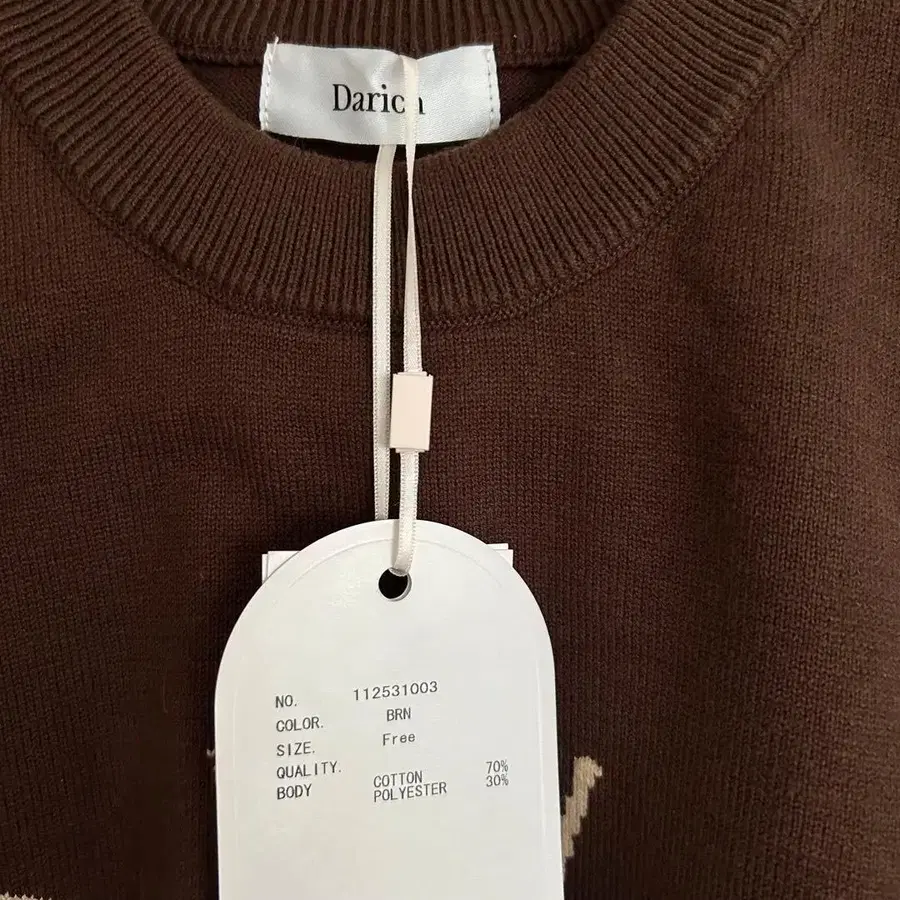 Darich
NO. 112531003
COLOR. BRN
SIZE. Free
QUALITY.
BODY COTTON 70%
POLYESTER 30%